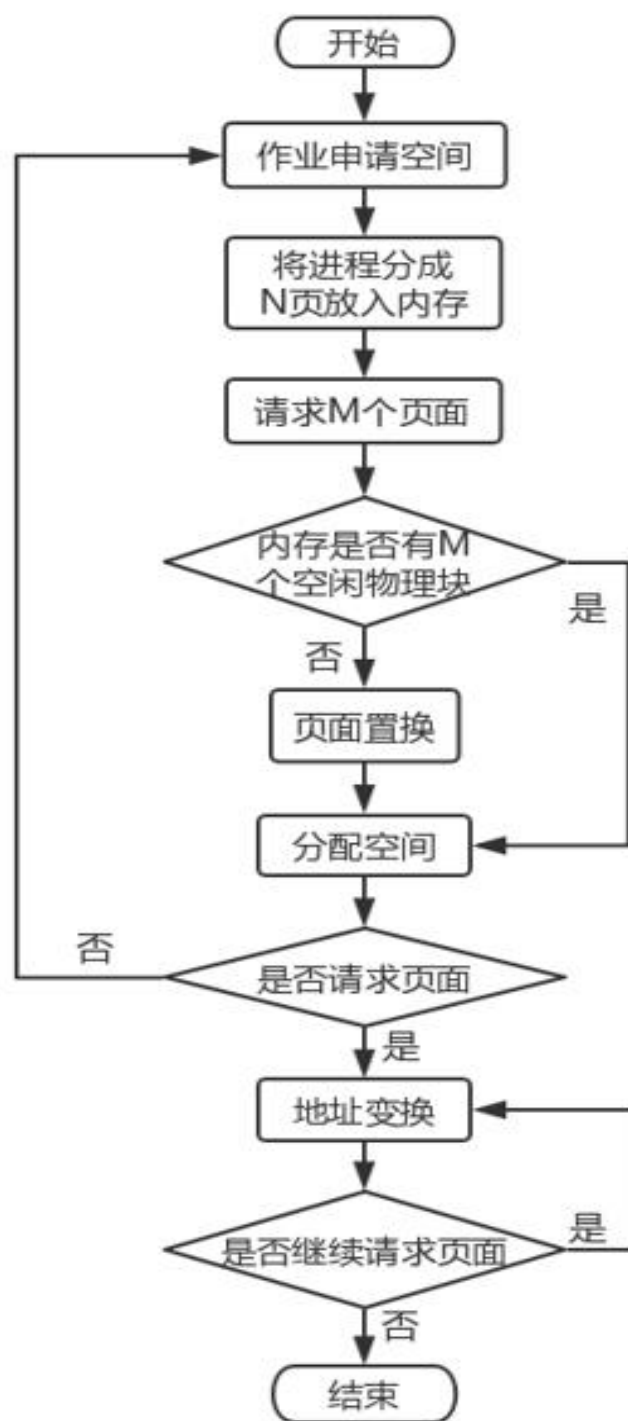 开始
作业申请空间
将进程分成
N页放入内存
请求M个页面
内存是否有M
个空闲物理块
是
否
页面置换
分配空间
否
是否请求页面
是
地址变换
是否继续请求页面
是
否
结束